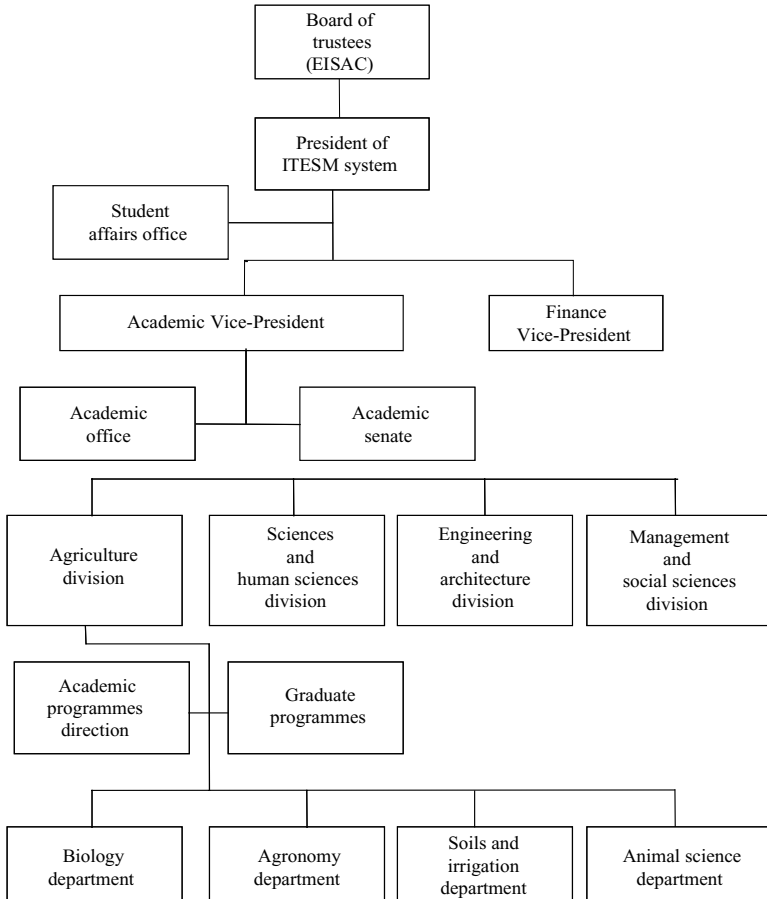 Board of
trustees
(EISAC)
President of
ITESM system
Student
affairs office
Academic Vice-President
Finance
Vice-President
Academic
office
Academic
senate
Agriculture
division
Sciences
and
human sciences
division
Engineering
and
architecture
division
Management
and
social sciences
division
Academic
programmes
direction
Graduate
programmes
Biology
department
Agronomy
department
Soils and
irrigation
department
Animal science
department